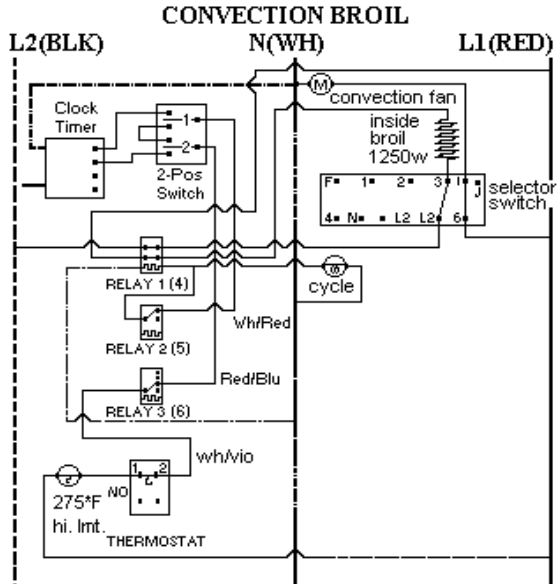 CONVECTION BROIL
L2(BLK) N(WH) L1(RED)
M
convection fan
Clock
Timer
1
2
2-Pos
Switch
inside
broil
1250w
F 1 2 3 I J
4 N L2 L2 6
selector
switch
RELAY 1 (4)
cycle
RELAY 2 (5)
Wh/Red
RELAY 3 (6)
Red/Blu
wh/vio
1 2
NO
275*F
hi. lmt.
THERMOSTAT